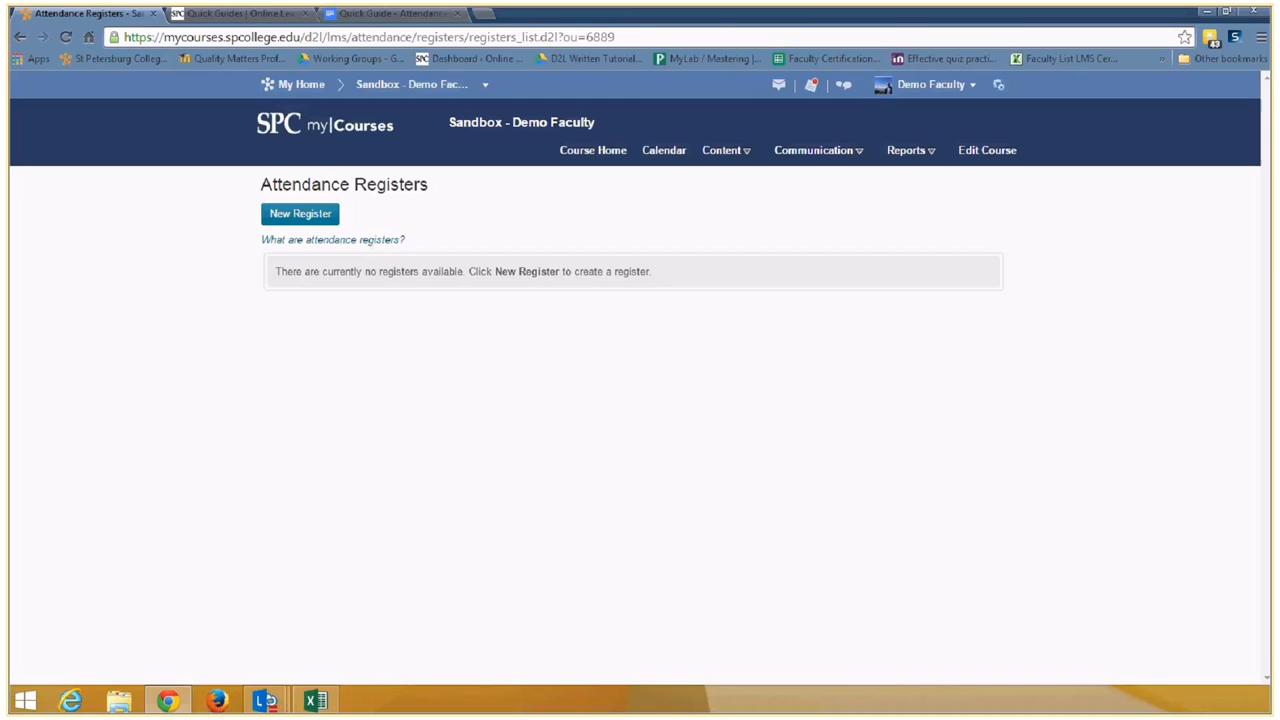 Attendance Registers - Sa
Quick Guides | Online Le
Quick Guide - Attendance
https://mycourses.spcollege.edu/d2l/lms/attendance/registers/registers_list.d2l?ou=6889
43
Apps
St Petersburg Colleg...
Quality Matters Prof...
Working Groups - G...
SPC Dashboard - Online ...
D2L Written Tutorial...
MyLab / Mastering |...
Faculty Certification...
Effective quiz practi...
Faculty List LMS Cer...
»
Other bookmarks
My Home
Sandbox - Demo Fac...
Demo Faculty
SPC my|Courses
Sandbox - Demo Faculty
Course Home
Calendar
Content
Communication
Reports
Edit Course
Attendance Registers
New Register
What are attendance registers?
There are currently no registers available. Click New Register to create a register.